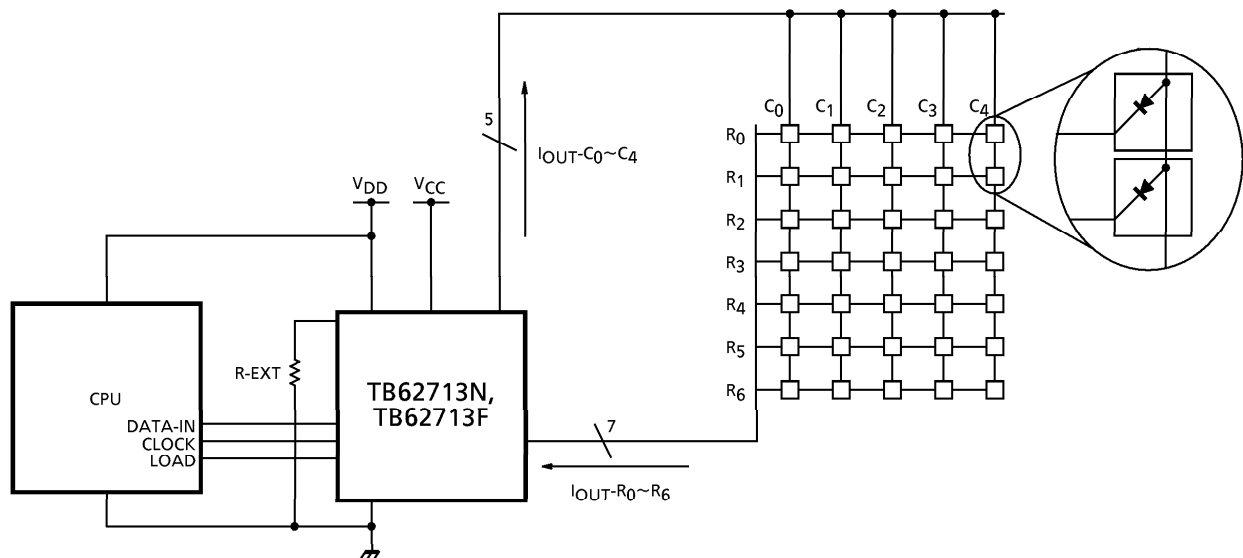 C0 C1 C2 C3 C4
5
IOUT-C0~C4
R0
R1
VDD VCC
R2
R3
R4
R5
R6
R-EXT
CPU
TB62713N,
TB62713F
DATA-IN
CLOCK
LOAD
7
IOUT-R0~R6